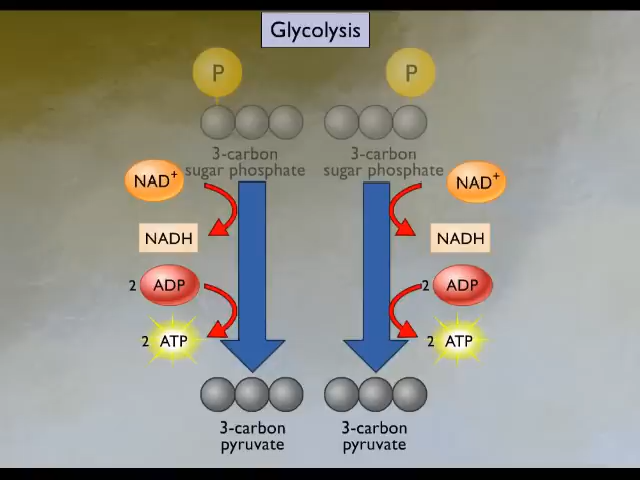 Glycolysis
P
P
3-carbon
sugar phosphate
3-carbon
sugar phosphate
NAD+
NAD+
NADH
NADH
2 ADP
2 ADP
2 ATP
2 ATP
3-carbon
pyruvate
3-carbon
pyruvate